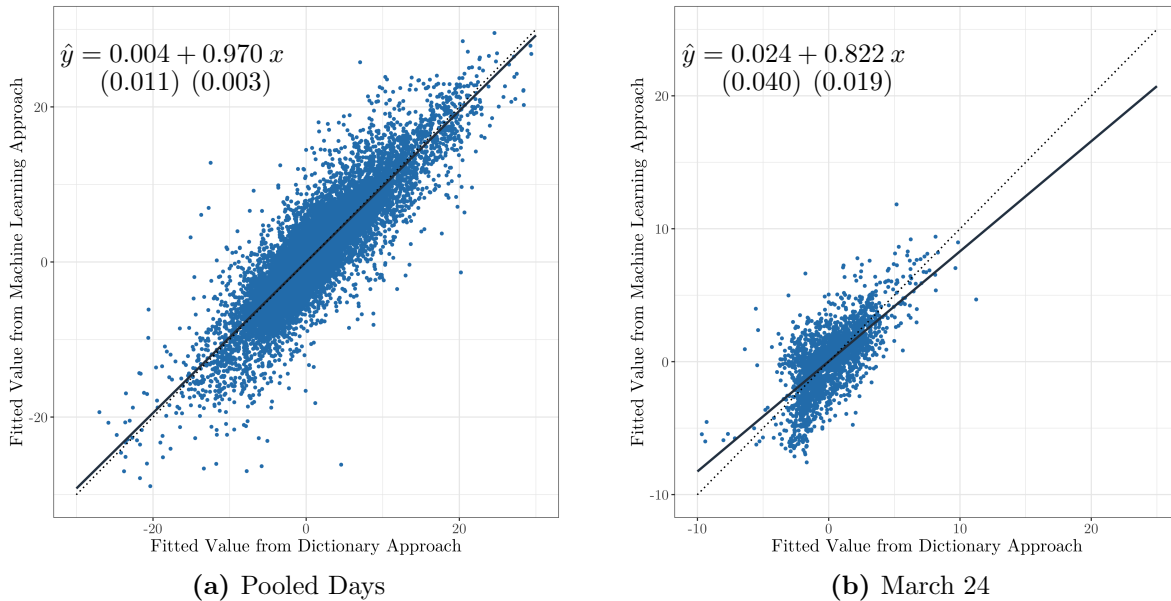 ŷ = 0.004 + 0.970 x
(0.011) (0.003)
Fitted Value from Machine Learning Approach
20
0
-20
-20
0
20
Fitted Value from Dictionary Approach
(a) Pooled Days
ŷ = 0.024 + 0.822 x
(0.040) (0.019)
Fitted Value from Machine Learning Approach
20
10
0
-10
-10
0
10
20
Fitted Value from Dictionary Approach
(b) March 24